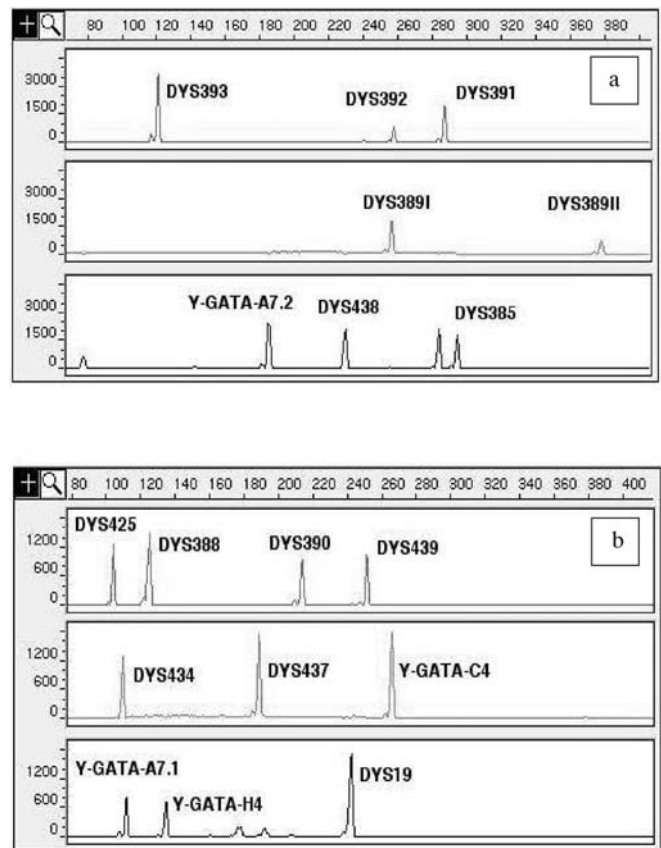 80 100 120 140 160 180 200 220 240 260 280 300 320 340 360 380
a
3000
1500
0
DYS393
DYS392
DYS391
3000
1500
0
DYS389I
DYS389II
3000
1500
0
Y-GATA-A7.2
DYS438
DYS385
80 100 120 140 160 180 200 220 240 260 280 300 320 340 360 380 400
b
1200
600
0
DYS425
DYS388
DYS390
DYS439
1200
600
0
DYS434
DYS437
Y-GATA-C4
1200
600
0
Y-GATA-A7.1
Y-GATA-H4
DYS19